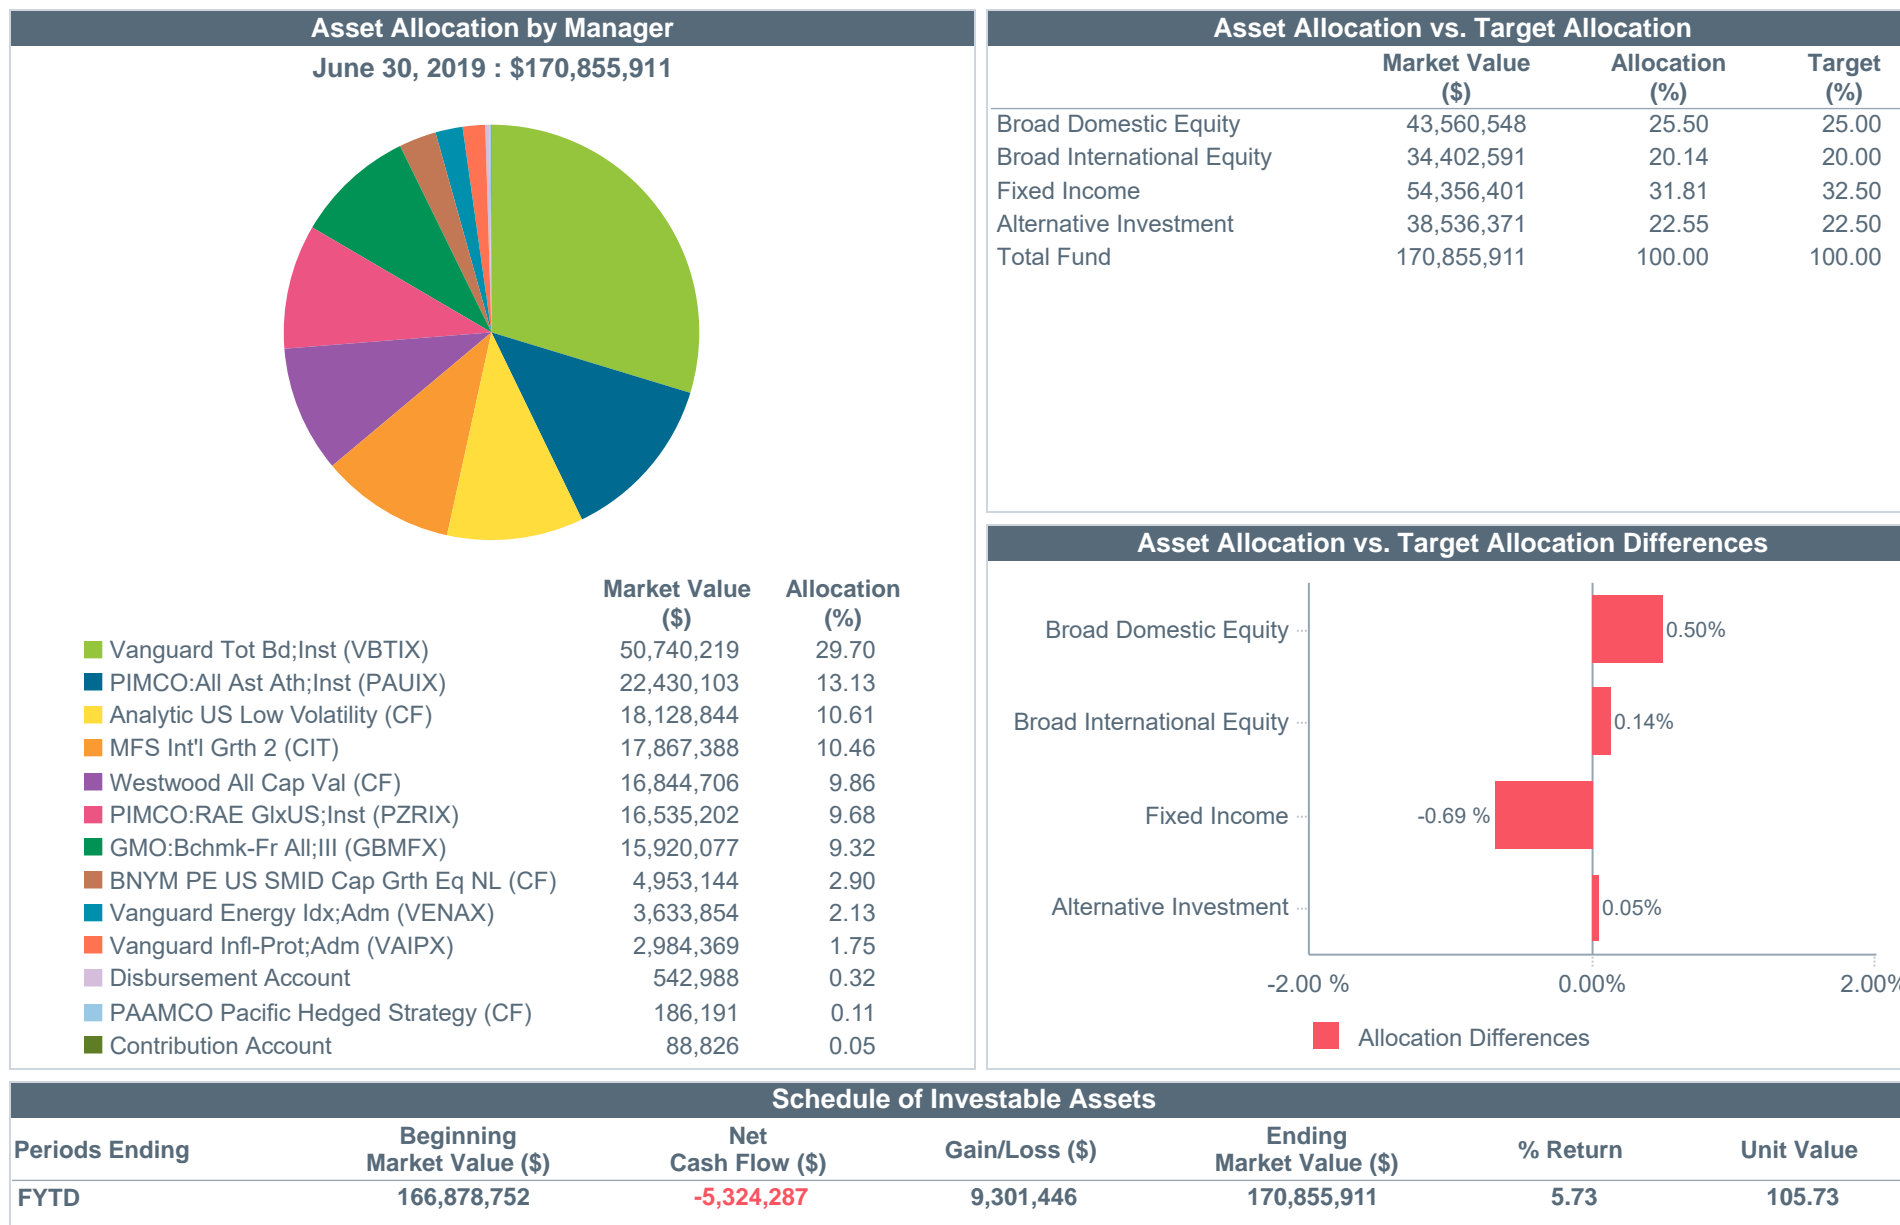 Asset Allocation by Manager
June 30, 2019 : $170,855,911
Market Value ($) Allocation (%)
Vanguard Tot Bd;Inst (VBTIX) 50,740,219 29.70
PIMCO:All Ast Ath;Inst (PAUIX) 22,430,103 13.13
Analytic US Low Volatility (CF) 18,128,844 10.61
MFS Int'l Grth 2 (CIT) 17,867,388 10.46
Westwood All Cap Val (CF) 16,844,706 9.86
PIMCO:RAE GlxUS;Inst (PZRIX) 16,535,202 9.68
GMO:Bchmk-Fr All;III (GBMFX) 15,920,077 9.32
BNYM PE US SMID Cap Grth Eq NL (CF) 4,953,144 2.90
Vanguard Energy Idx;Adm (VENAX) 3,633,854 2.13
Vanguard Infl-Prot;Adm (VAIPX) 2,984,369 1.75
Disbursement Account 542,988 0.32
PAAMCO Pacific Hedged Strategy (CF) 186,191 0.11
Contribution Account 88,826 0.05
Asset Allocation vs. Target Allocation
Market Value ($) Allocation (%) Target (%)
Broad Domestic Equity 43,560,548 25.50 25.00
Broad International Equity 34,402,591 20.14 20.00
Fixed Income 54,356,401 31.81 32.50
Alternative Investment 38,536,371 22.55 22.50
Total Fund 170,855,911 100.00 100.00
Asset Allocation vs. Target Allocation Differences
Broad Domestic Equity 0.50%
Broad International Equity 0.14%
Fixed Income -0.69 %
Alternative Investment 0.05%
-2.00 % 0.00% 2.00%
Allocation Differences
Schedule of Investable Assets
Periods Ending Beginning Market Value ($) Net Cash Flow ($) Gain/Loss ($) Ending Market Value ($) % Return Unit Value
FYTD 166,878,752 -5,324,287 9,301,446 170,855,911 5.73 105.73